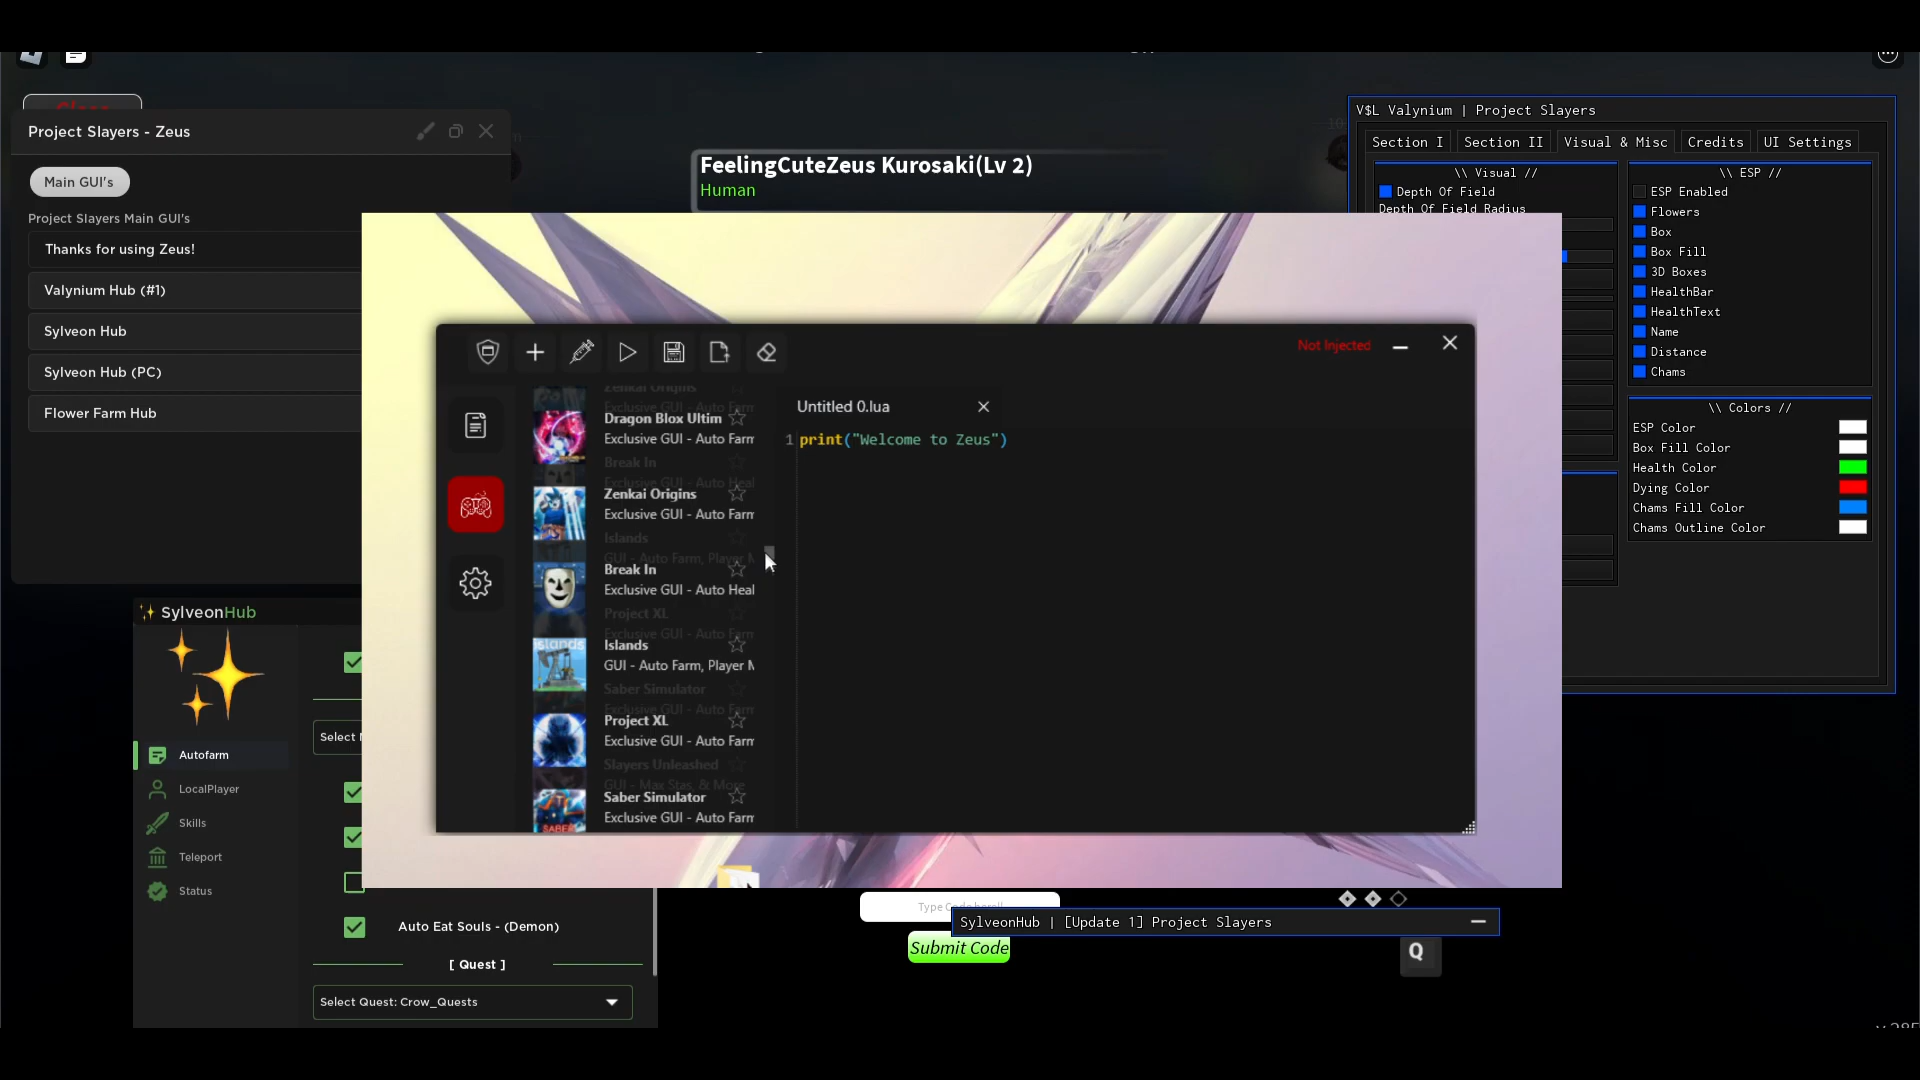 Project Slayers - Zeus
Main GUI's
Project Slayers Main GUI's
Thanks for using Zeus!
Valynium Hub (#1)
Sylveon Hub
Sylveon Hub (PC)
Flower Farm Hub
FeelingCuteZeus Kurosaki(Lv 2)
Human
V$L Valynium | Project Slayers
Section I
Section II
Visual & Misc
Credits
UI Settings
\\ Visual //
Depth Of Field
Depth Of Field Radius
\\ ESP //
ESP Enabled
Flowers
Box
Box Fill
3D Boxes
HealthBar
HealthText
Name
Distance
Chams
\\ Colors //
ESP Color
Box Fill Color
Health Color
Dying Color
Chams Fill Color
Chams Outline Color
Not Injected
Zenkai Origins
Exclusive GUI - Auto Farm
Dragon Blox Ultim
Exclusive GUI - Auto Farm
Break In
Exclusive GUI - Auto Heal
Zenkai Origins
Exclusive GUI - Auto Farm
Islands
GUI - Auto Farm, Player M
Break In
Exclusive GUI - Auto Heal
Project XL
Exclusive GUI - Auto Farm
Islands
GUI - Auto Farm, Player M
Saber Simulator
Exclusive GUI - Auto Farm
Project XL
Exclusive GUI - Auto Farm
Slayers Unleashed
GUI - Max Stas, & More
Saber Simulator
Exclusive GUI - Auto Farm
Untitled 0.lua
1 print("Welcome to Zeus")
SylveonHub
Autofarm
LocalPlayer
Skills
Teleport
Status
Select
Auto Eat Souls - (Demon)
[ Quest ]
Select Quest: Crow_Quests
Submit Code
SylveonHub | [Update 1] Project Slayers
Q